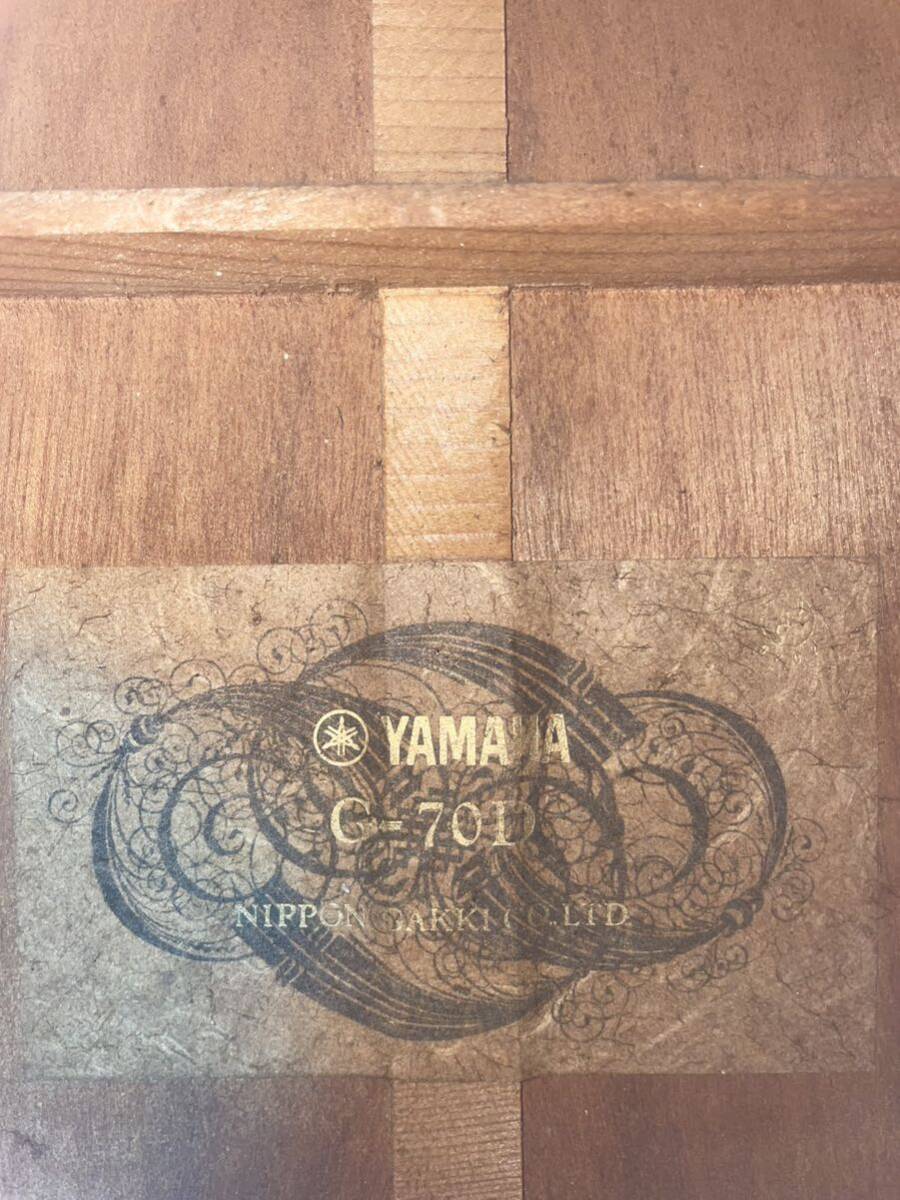 YAMAHA
G-70D
NIPPON GAKKI CO., LTD.